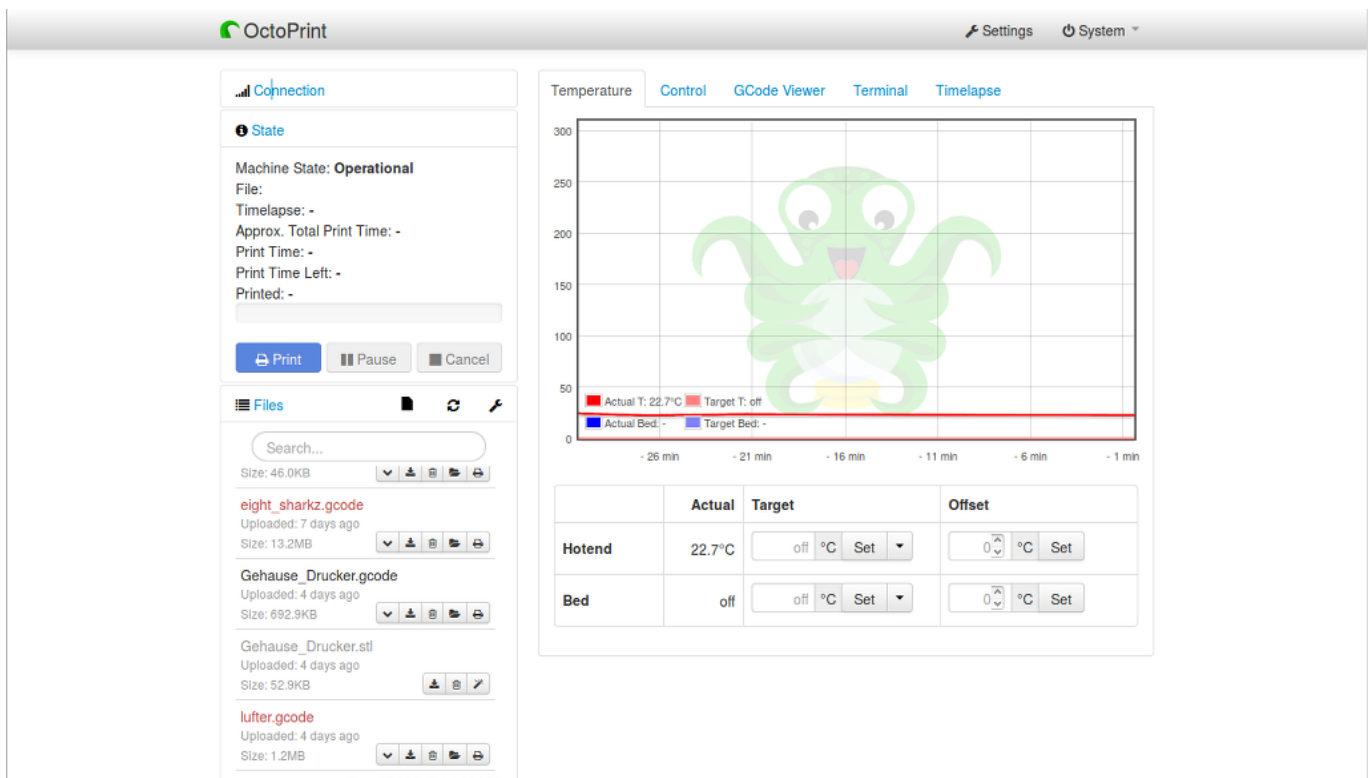 OctoPrint
Settings
System
Connection
State
Machine State: Operational
File:
Timelapse: -
Approx. Total Print Time: -
Print Time: -
Print Time Left: -
Printed: -
Print
Pause
Cancel
Files
Search...
Size: 46.0KB
eight_sharkz.gcode
Uploaded: 7 days ago
Size: 13.2MB
Gehause_Drucker.gcode
Uploaded: 4 days ago
Size: 692.9KB
Gehause_Drucker.stl
Uploaded: 4 days ago
Size: 52.9KB
lufter.gcode
Uploaded: 4 days ago
Size: 1.2MB
Temperature Control GCode Viewer Terminal Timelapse
300
250
200
150
100
50
0
Actual T: 22.7°C Target T: off
Actual Bed: - Target Bed: -
- 26 min - 21 min - 16 min - 11 min - 6 min - 1 min
Actual Target Offset
Hotend 22.7°C off °C Set 0 °C Set
Bed off off °C Set 0 °C Set